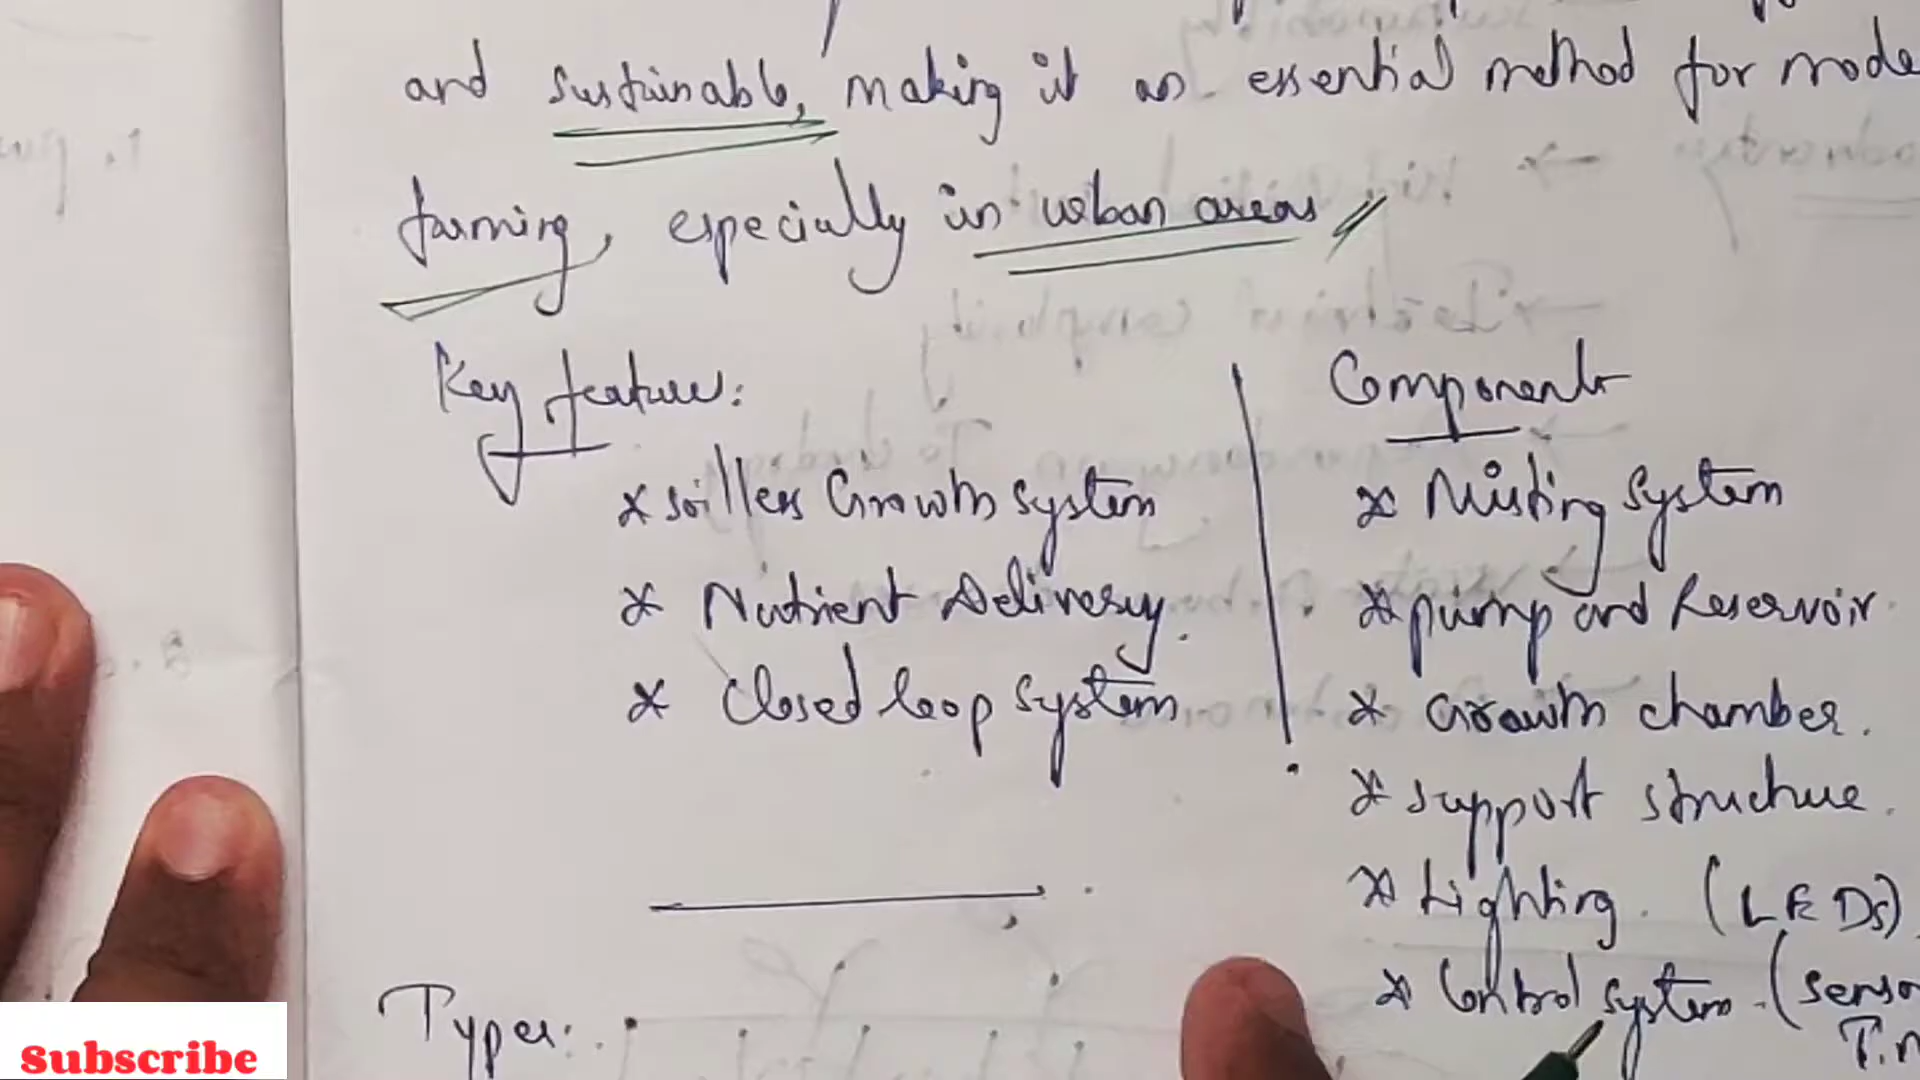 and sustainable, making it an essential method for mode
farming, especially in urban areas
Key feature:
* soilless Growth system
* Nutrient Delivery.
* Closed loop system
Components
* Misting system
* pump and Reservoir.
* Growth chamber.
* support structure.
* Lighting. (LEDs)
* Control system. (Senso
T.
Types:
Subscribe